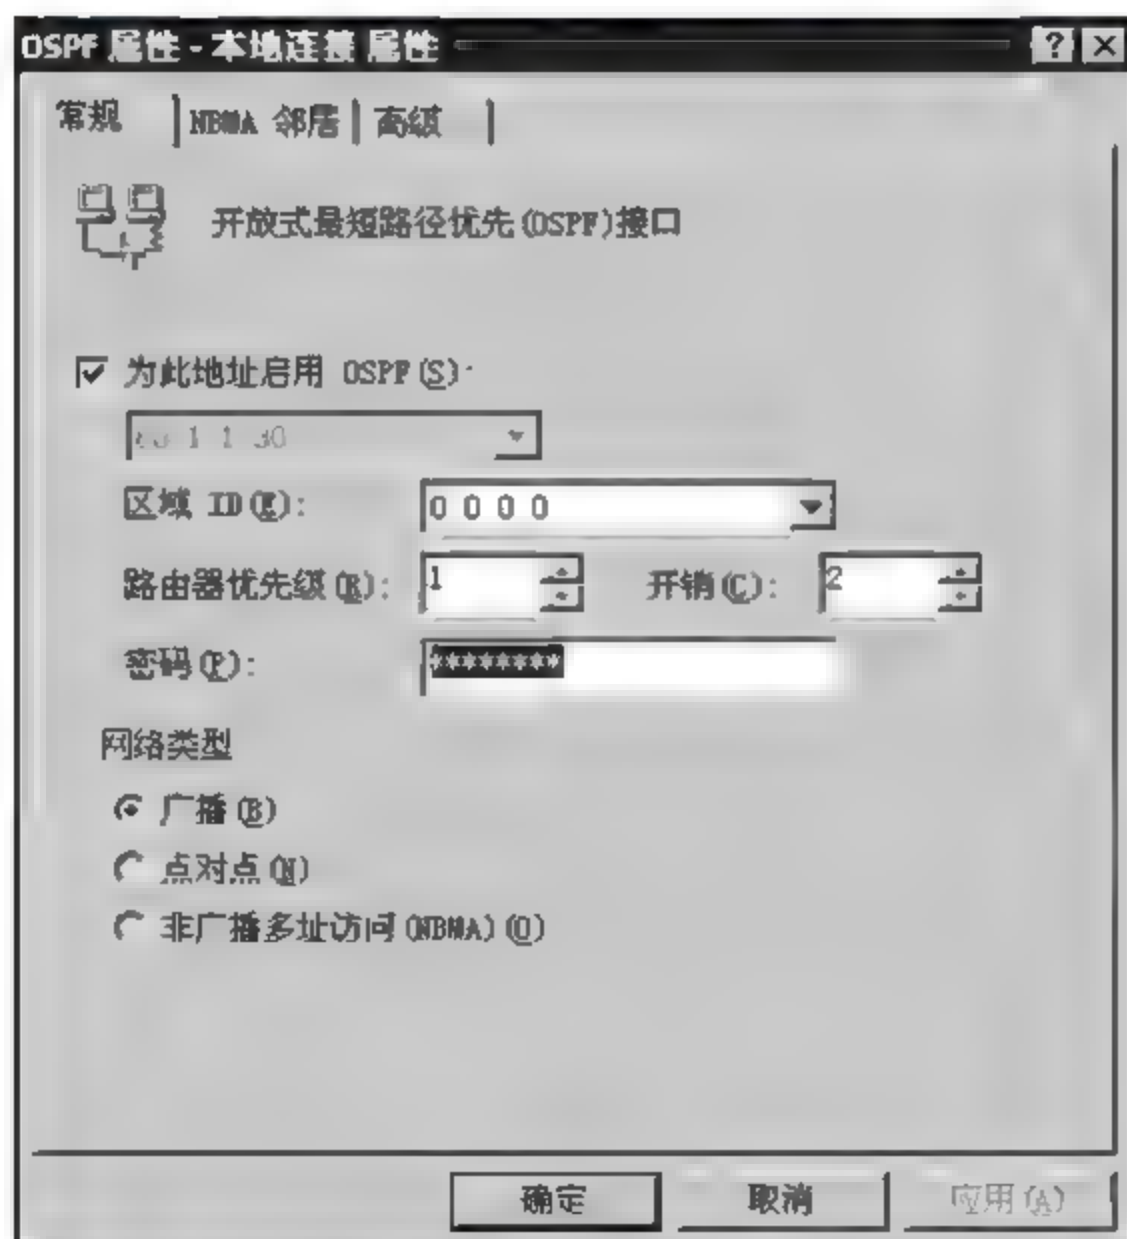 OSPF 属性 - 本地连接 属性
常规 NBMA 邻居 高级
开放式最短路径优先(OSPF)接口
为此地址启用 OSPF(S):
1 1 30
区域 ID(E):
0 0 0 0
路由器优先级(R): 1 开销(C): 2
密码(P): ********
网络类型
广播(B)
点对点(N)
非广播多址访问(NBMA)(O)
确定 取消 应用(A)